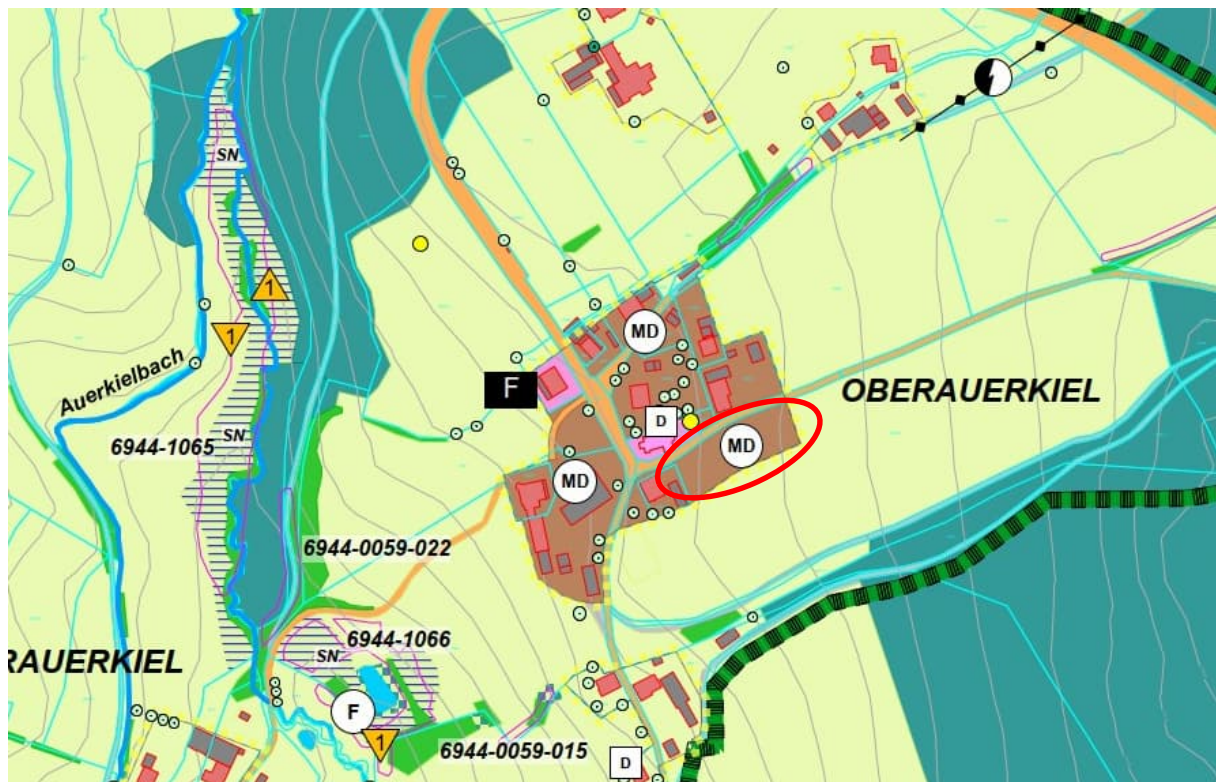 SN
MD
1
1
Auerkielbach
OBERAUERKIEL
F
D
SN
6944-1065
MD
MD
6944-0059-022
6944-1066
RAUERKIEL
SN
F
1
6944-0059-015
D